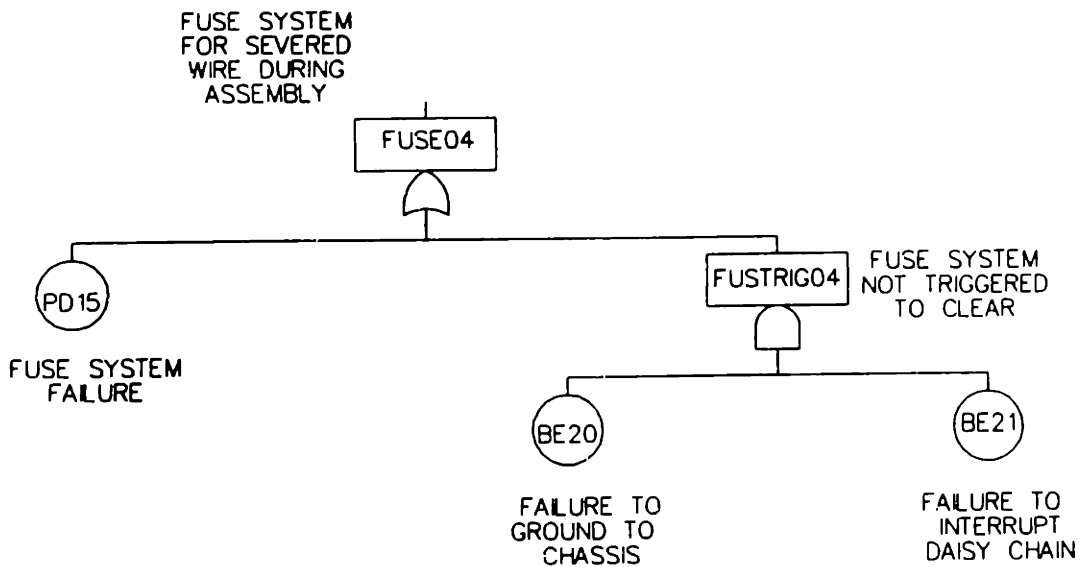 FUSE SYSTEM
FOR SEVERED
WIRE DURING
ASSEMBLY
FUSE04
PD15
FUSE SYSTEM
FAILURE
FUSTRIG04
FUSE SYSTEM
NOT TRIGGERED
TO CLEAR
BE20
FAILURE TO
GROUND TO
CHASSIS
BE21
FAILURE TO
INTERRUPT
DAISY CHAIN